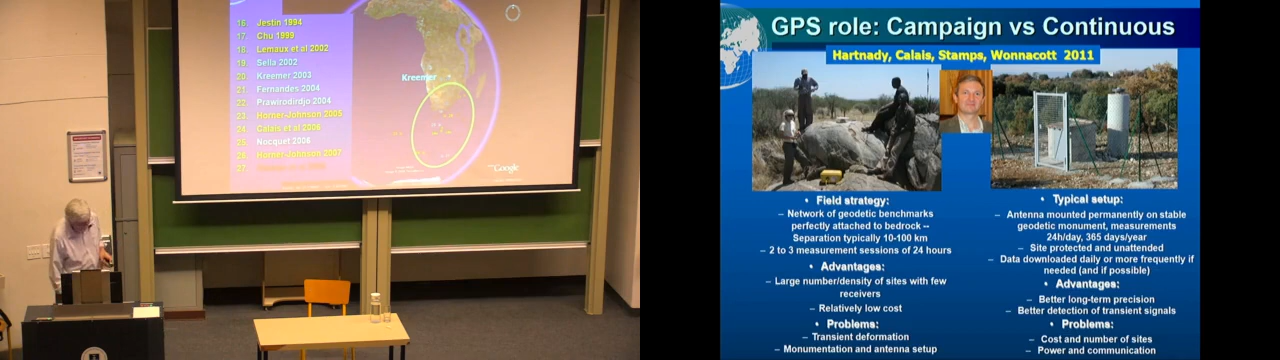 16. Jestin 1994
17. Chu 1999
18. Lemaux et al 2002
19. Sella 2002
20. Kreemer 2003
21. Fernandes 2004
22. Prawirodirdjo 2004
23. Horner-Johnson 2005
24. Calais et al 2006
25. Nocquet 2006
26. Horner-Johnson 2007
27.
Kreemer
Google
GPS role: Campaign vs Continuous
Hartnady, Calais, Stamps, Wonnacott 2011
• Field strategy:
– Network of geodetic benchmarks
perfectly attached to bedrock --
Separation typically 10-100 km
– 2 to 3 measurement sessions of 24 hours
• Advantages:
– Large number/density of sites with few
receivers
– Relatively low cost
• Problems:
– Transient deformation
– Monumentation and antenna setup
• Typical setup:
– Antenna mounted permanently on stable
geodetic monument, measurements
24h/day, 365 days/year
– Site protected and unattended
– Data downloaded daily or more frequently if
needed (and if possible)
• Advantages:
– Better long-term precision
– Better detection of transient signals
• Problems:
– Cost and number of sites
– Power and communication